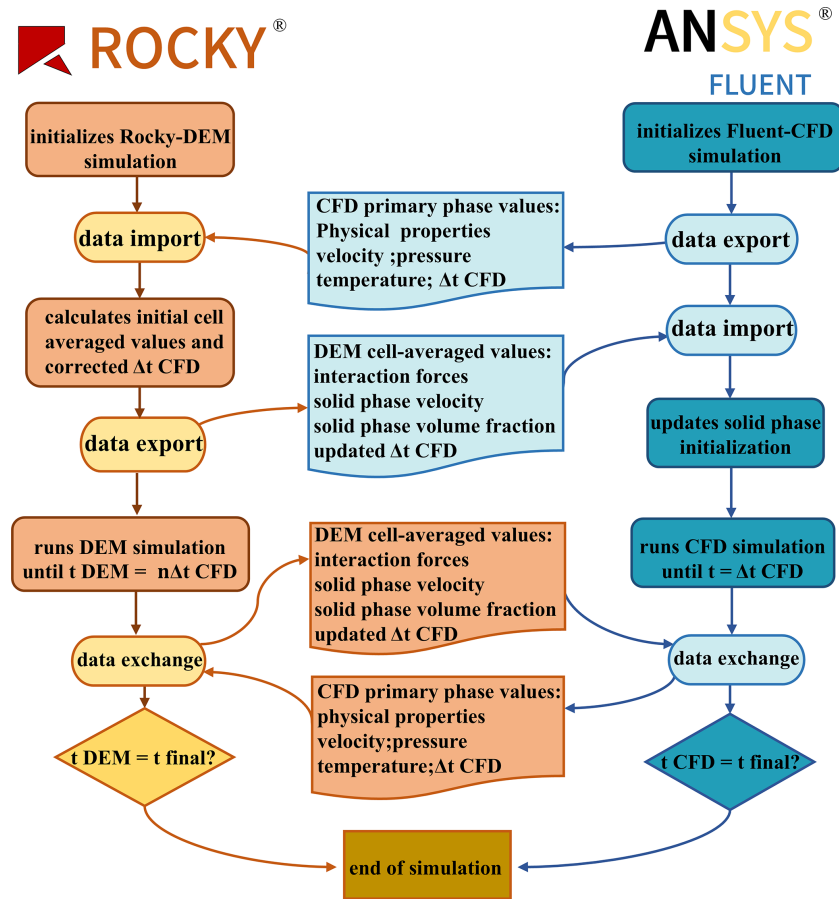 ROCKY®
ANSYS®
FLUENT
initializes Rocky-DEM
simulation
initializes Fluent-CFD
simulation
CFD primary phase values:
Physical properties
velocity ;pressure
temperature; Δt CFD
data import
data export
calculates initial cell
averaged values and
corrected Δt CFD
data import
DEM cell-averaged values:
interaction forces
solid phase velocity
solid phase volume fraction
updated Δt CFD
data export
updates solid phase
initialization
runs DEM simulation
until t DEM = nΔt CFD
DEM cell-averaged values:
interaction forces
solid phase velocity
solid phase volume fraction
updated Δt CFD
runs CFD simulation
until t = Δt CFD
data exchange
data exchange
CFD primary phase values:
physical properties
velocity;pressure
temperature;Δt CFD
t DEM = t final?
t CFD = t final?
end of simulation